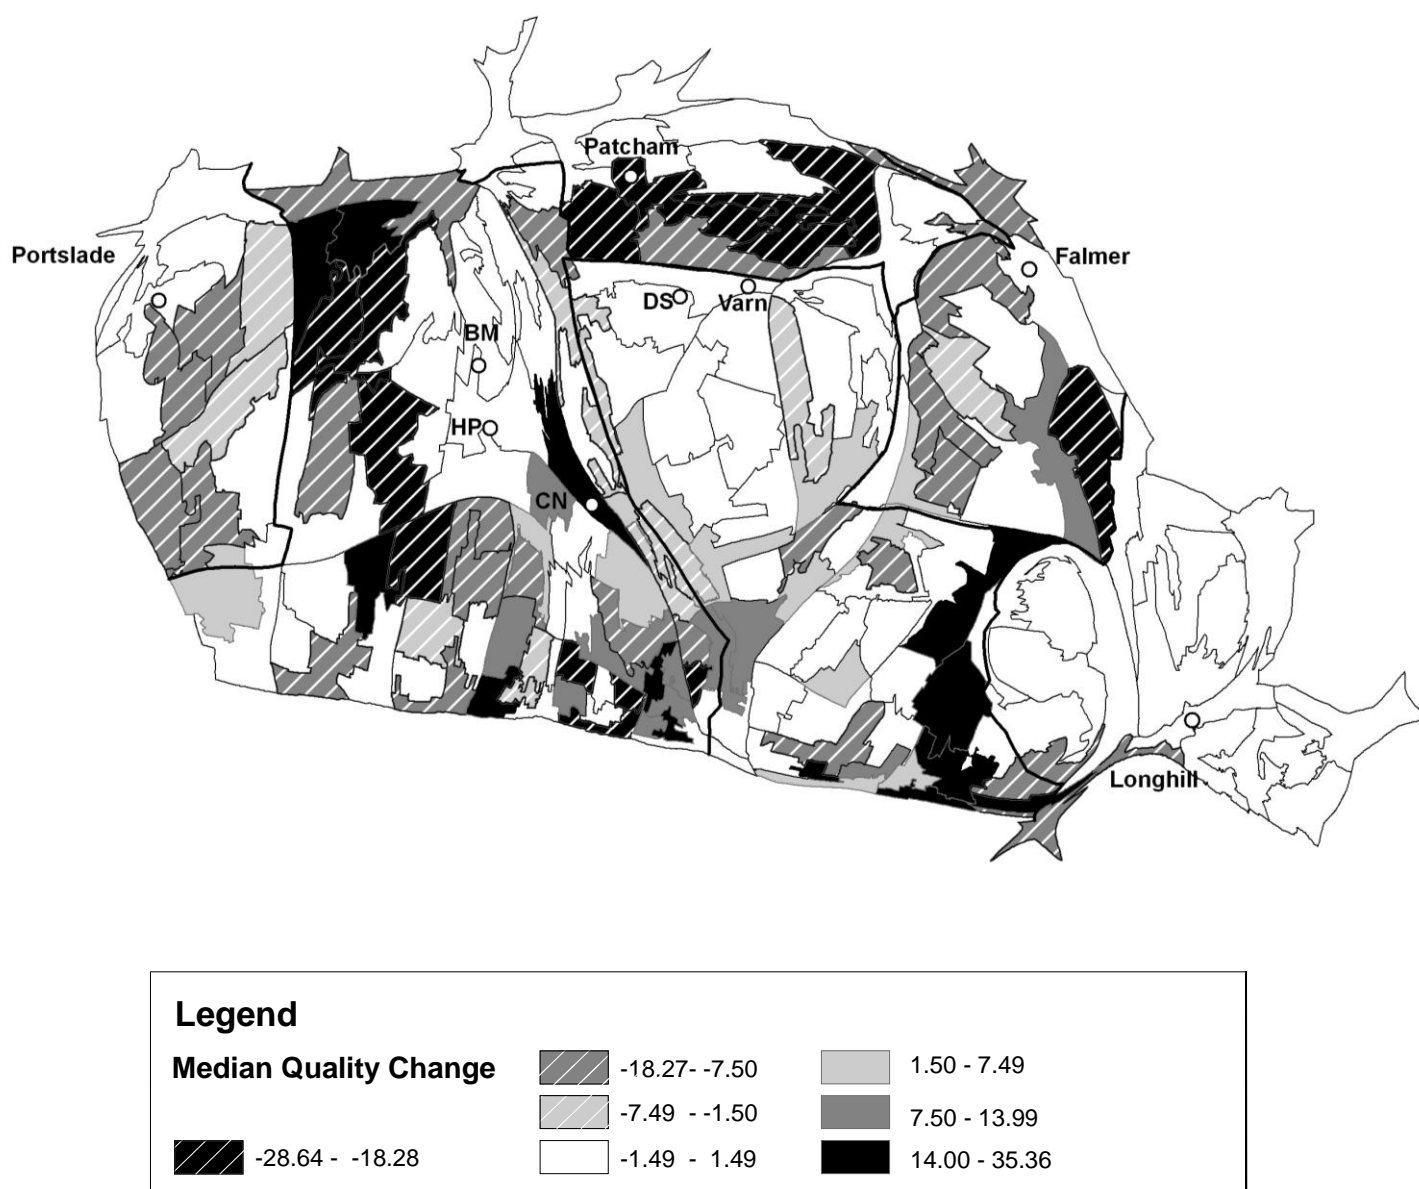 Patcham
Portslade
Falmer
DS
Varn
BM
HP
CN
Longhill
Legend
Median Quality Change
-18.27- -7.50
1.50 - 7.49
-7.49 - -1.50
7.50 - 13.99
-28.64 - -18.28
-1.49 - 1.49
14.00 - 35.36